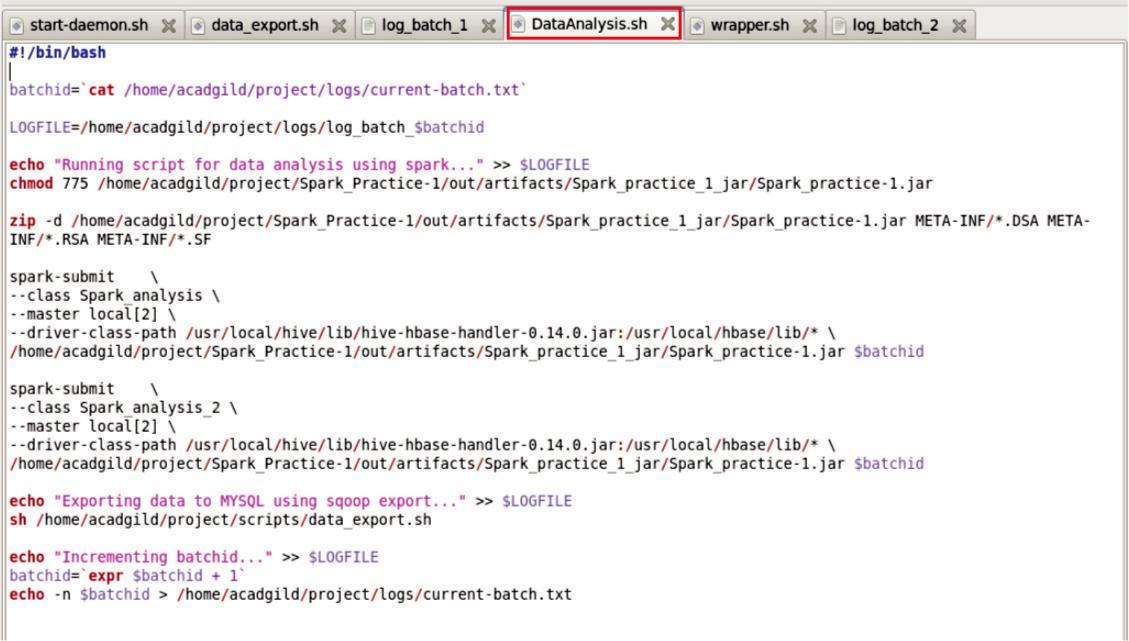 start-daemon.sh data_export.sh log_batch_1 DataAnalysis.sh wrapper.sh log_batch_2
#!/bin/bash
batchid=`cat /home/acadgild/project/logs/current-batch.txt`
LOGFILE=/home/acadgild/project/logs/log_batch_$batchid
echo "Running script for data analysis using spark..." >> $LOGFILE
chmod 775 /home/acadgild/project/Spark_Practice-1/out/artifacts/Spark_practice_1_jar/Spark_practice-1.jar
zip -d /home/acadgild/project/Spark_Practice-1/out/artifacts/Spark_practice_1_jar/Spark_practice-1.jar META-INF/*.DSA META-
INF/*.RSA META-INF/*.SF
spark-submit \
--class Spark_analysis \
--master local[2] \
--driver-class-path /usr/local/hive/lib/hive-hbase-handler-0.14.0.jar:/usr/local/hbase/lib/* \
/home/acadgild/project/Spark_Practice-1/out/artifacts/Spark_practice_1_jar/Spark_practice-1.jar $batchid
spark-submit \
--class Spark_analysis_2 \
--master local[2] \
--driver-class-path /usr/local/hive/lib/hive-hbase-handler-0.14.0.jar:/usr/local/hbase/lib/* \
/home/acadgild/project/Spark_Practice-1/out/artifacts/Spark_practice_1_jar/Spark_practice-1.jar $batchid
echo "Exporting data to MYSQL using sqoop export..." >> $LOGFILE
sh /home/acadgild/project/scripts/data_export.sh
echo "Incrementing batchid..." >> $LOGFILE
batchid=`expr $batchid + 1`
echo -n $batchid > /home/acadgild/project/logs/current-batch.txt